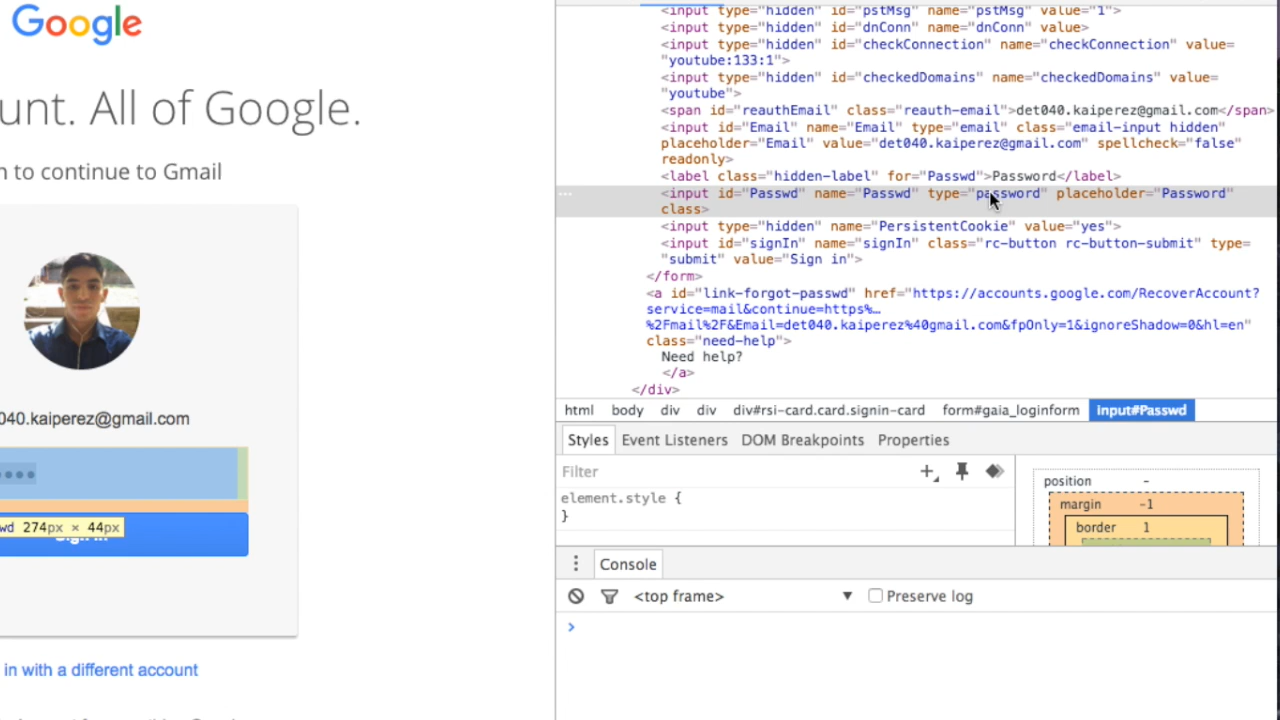 Google
unt. All of Google.
n to continue to Gmail
040.kaiperez@gmail.com
wd 274px × 44px
in with a different account
<input type="hidden" id="pstMsg" name="pstMsg" value="1">
<input type="hidden" id="dnConn" name="dnConn" value>
<input type="hidden" id="checkConnection" name="checkConnection" value=
"youtube:133:1">
<input type="hidden" id="checkedDomains" name="checkedDomains" value=
"youtube">
<span id="reauthEmail" class="reauth-email">det040.kaiperez@gmail.com</span>
<input id="Email" name="Email" type="email" class="email-input hidden"
placeholder="Email" value="det040.kaiperez@gmail.com" spellcheck="false"
readonly>
<label class="hidden-label" for="Passwd">Password</label>
<input id="Passwd" name="Passwd" type="password" placeholder="Password"
class>
<input type="hidden" name="PersistentCookie" value="yes">
<input id="signIn" name="signIn" class="rc-button rc-button-submit" type=
"submit" value="Sign in">
</form>
<a id="link-forgot-passwd" href="https://accounts.google.com/RecoverAccount?
service=mail&continue=https%…
%2Fmail%2F&Email=det040.kaiperez%40gmail.com&fpOnly=1&ignoreShadow=0&hl=en"
class="need-help">
Need help?
</a>
</div>
html body div div div#rsi-card.card.signin-card form#gaia_loginform input#Passwd
Styles Event Listeners DOM Breakpoints Properties
Filter
element.style {
}
position -
margin -1
border 1
Console
<top frame> Preserve log